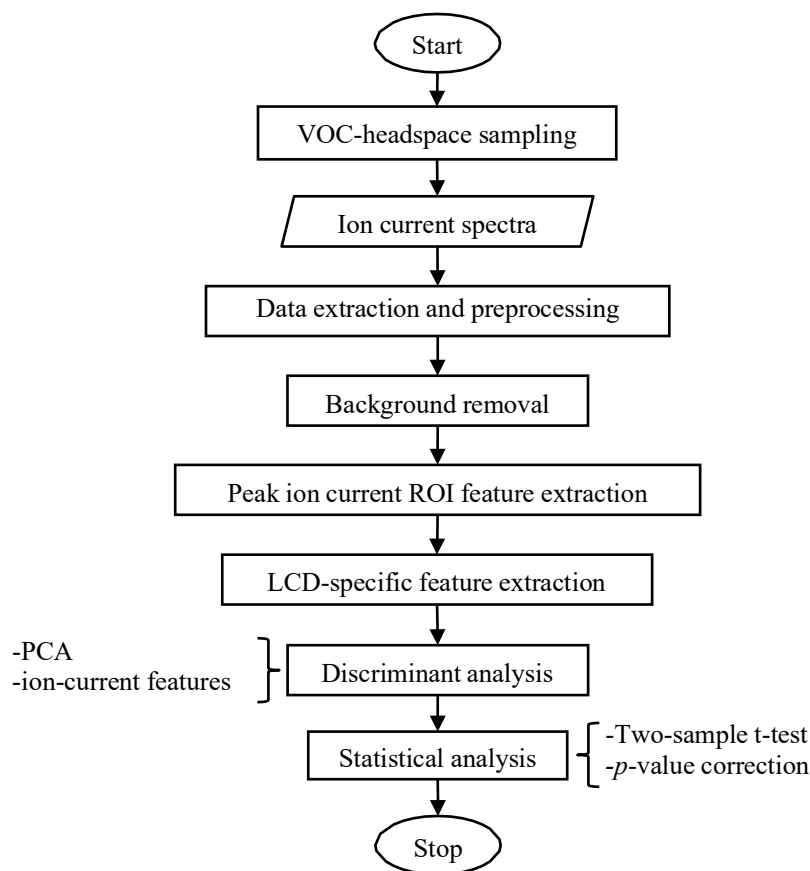 Start
VOC-headspace sampling
Ion current spectra
Data extraction and preprocessing
Background removal
Peak ion current ROI feature extraction
LCD-specific feature extraction
-PCA
-ion-current features
Discriminant analysis
Statistical analysis
-Two-sample t-test
-p-value correction
Stop